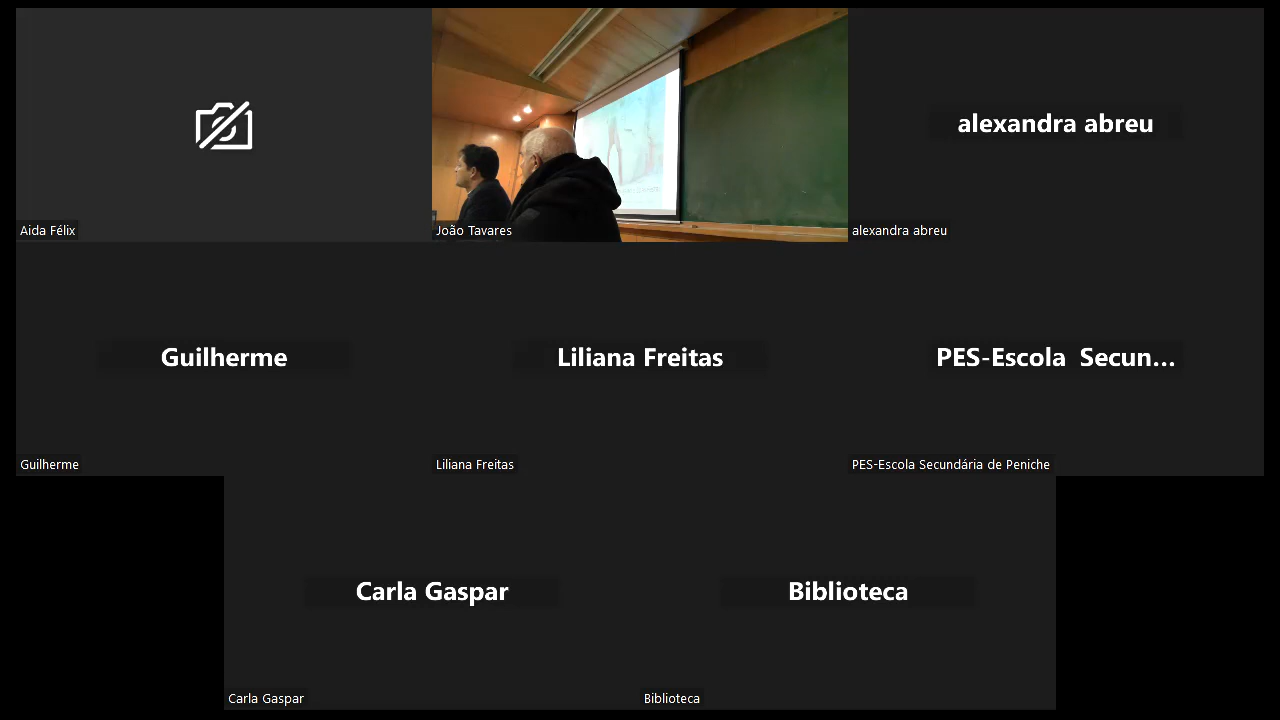 Aida Félix
João Tavares
alexandra abreu
alexandra abreu
Guilherme
Liliana Freitas
PES-Escola Secun...
Guilherme
Liliana Freitas
PES-Escola Secundária de Peniche
Carla Gaspar
Biblioteca
Carla Gaspar
Biblioteca